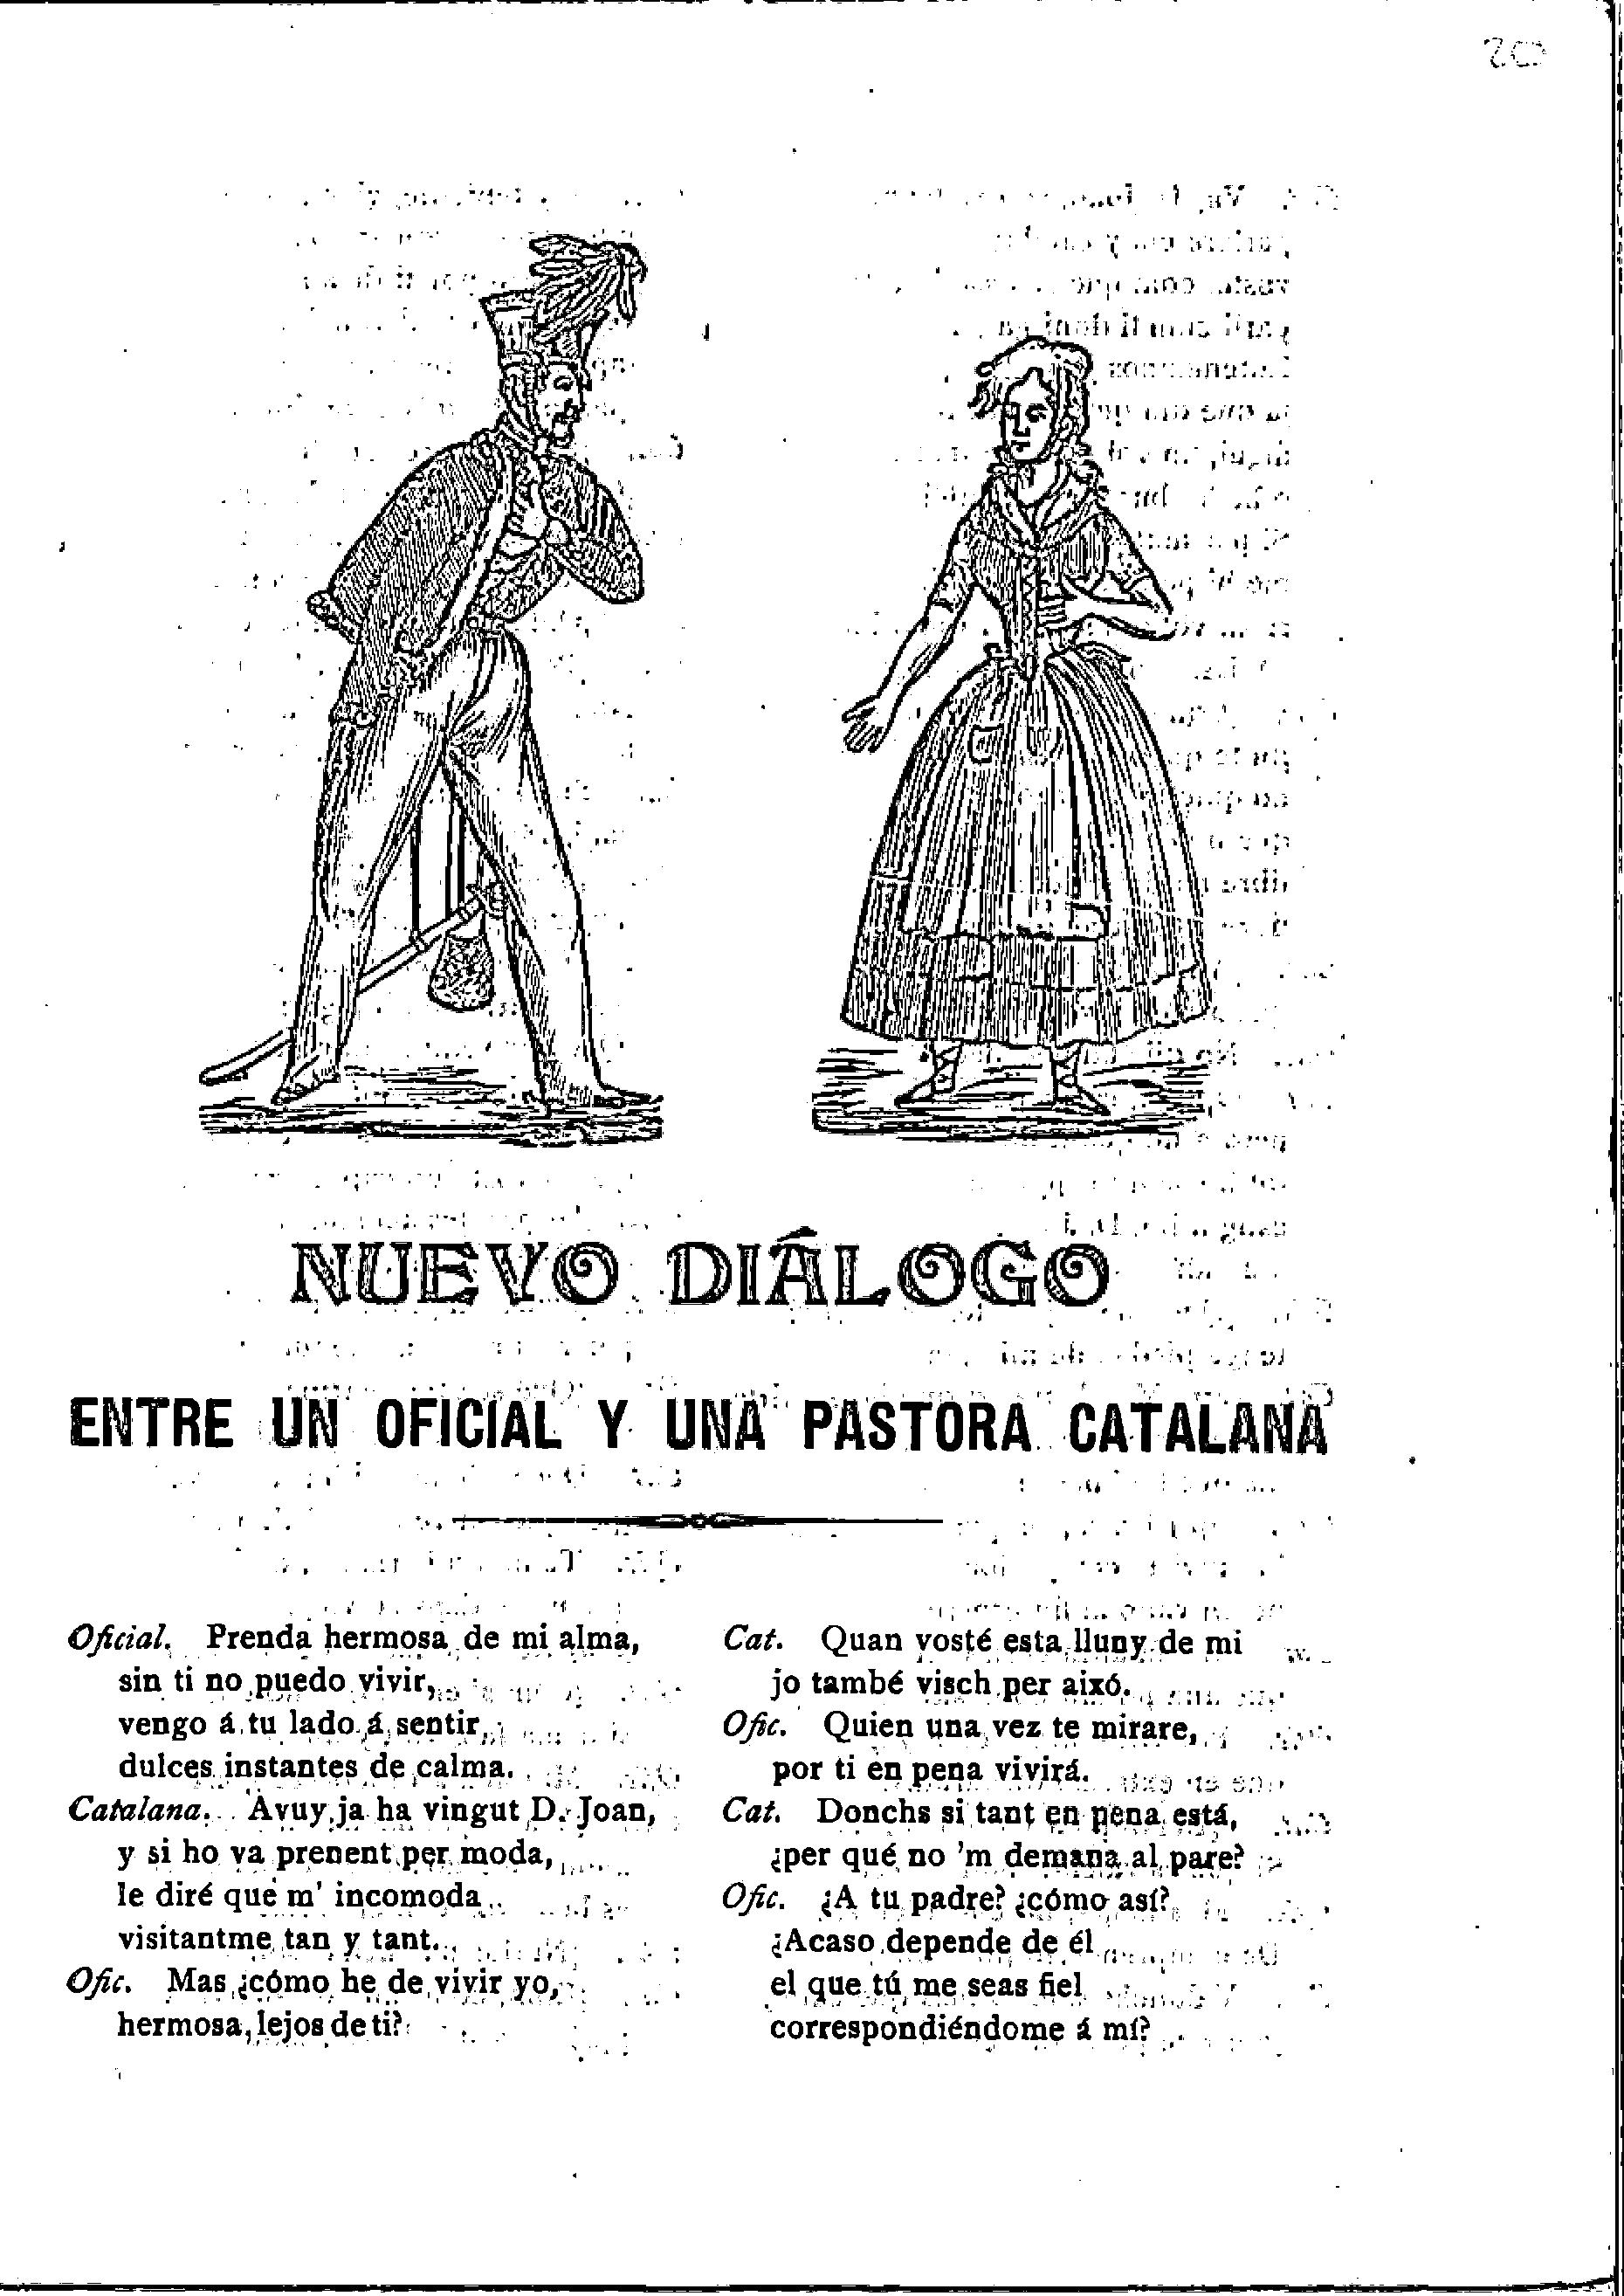 20
NUEVO DIÁLOGO
ENTRE UN OFICIAL Y UNA PASTORA CATALANA
Oficial. Prenda hermosa de mi alma,
sin ti no puedo vivir,
vengo á tu lado á sentir
dulces instantes de calma.
Catalana. Avuy ja ha vingut D. Joan,
y si ho va prenent per moda,
le diré que m' incomoda
visitantme tan y tant.
Ofic. Mas ¿cómo he de vivir yo,
hermosa, lejos de ti?
Cat. Quan vosté esta lluny de mi
jo també visch per aixó.
Ofic. Quien una vez te mirare,
por ti en pena vivirá.
Cat. Donchs si tant en pena está,
¿per qué no 'm demana al pare?
Ofic. ¿A tu padre? ¿cómo así?
¿Acaso depende de él
el que tú me seas fiel
correspondiéndome á mí?